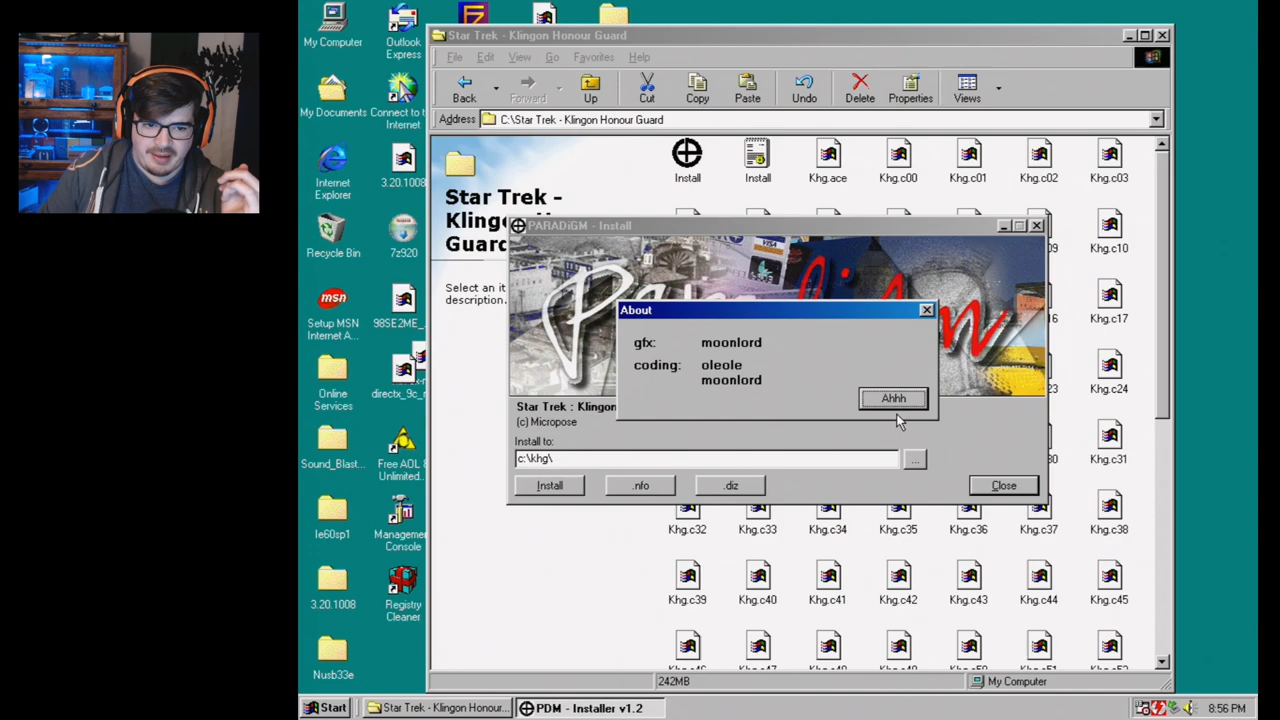 My Computer
Outlook
Express
My Documents
Connect to t
Internet
Internet
Explorer
3.20.1008
Recycle Bin
7z920
Setup MSN
Internet A...
98SE2ME_
Online
Services
directx_9c_r
Sound_Blast...
Free AOL &
Unlimited...
Ie60sp1
Managemen
Console
3.20.1008
Registry
Cleaner
Nusb33e
Star Trek - Klingon Honour Guard
File Edit View Go Favorites Help
Back Forward Up Cut Copy Paste Undo Delete Properties Views
Address C:\Star Trek - Klingon Honour Guard
Star Trek -
Select an it
description.
Install Install Khg.ace Khg.c00 Khg.c01 Khg.c02 Khg.c03
Khg.c10
Khg.c17
Khg.c24
Khg.c31
Khg.c32 Khg.c33 Khg.c34 Khg.c35 Khg.c36 Khg.c37 Khg.c38
Khg.c39 Khg.c40 Khg.c41 Khg.c42 Khg.c43 Khg.c44 Khg.c45
PARADiGM - Install
VISA
About
gfx: moonlord
coding: oleole
moonlord
Ahhh
Star Trek : Klingon
(c) Micropose
Install to:
c:\khg\
...
Install .nfo .diz Close
242MB
My Computer
Start
Star Trek - Klingon Honour...
PDM - Installer v1.2
8:56 PM